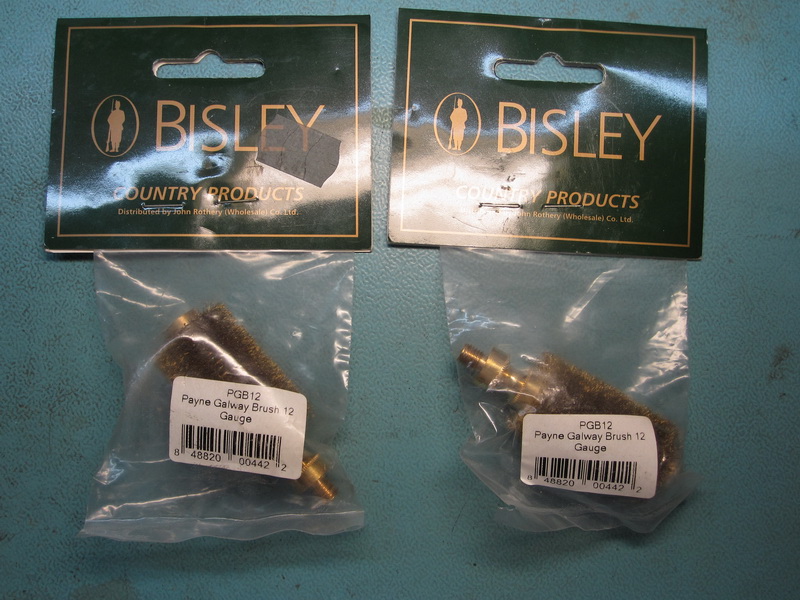 BISLEY
COUNTRY PRODUCTS
Distributed by John Rothery (Wholesale) Co. Ltd.
PGB12
Payne Galway Brush 12
Gauge
8 48820 00442 2
BISLEY
COUNTRY PRODUCTS
John Rothery (Wholesale) Co. Ltd.
PGB12
Payne Galway Brush 12
Gauge
8 48820 00442 2